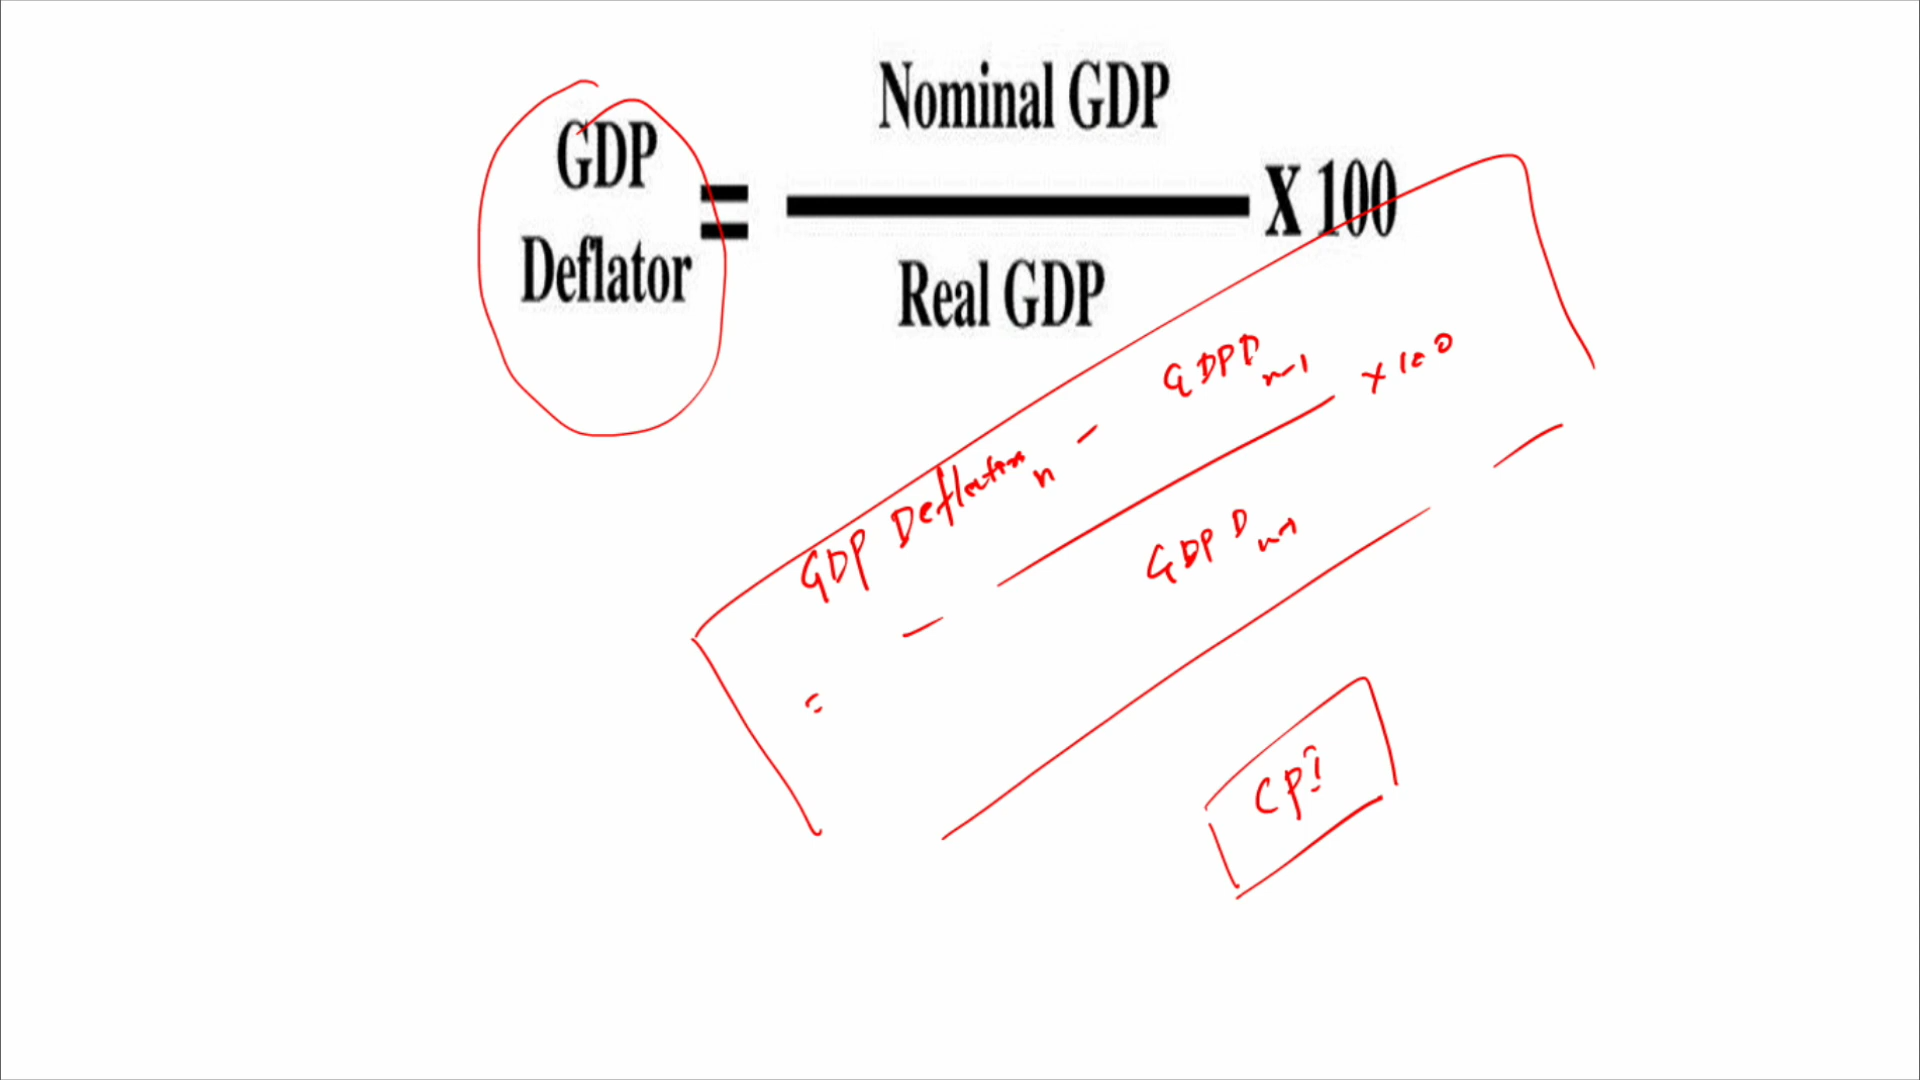 GDP
Deflator
=
Nominal GDP
Real GDP
X 100
GDP Deflator n - GDPD n-1 x 100
GDPD n-1
=
CPI